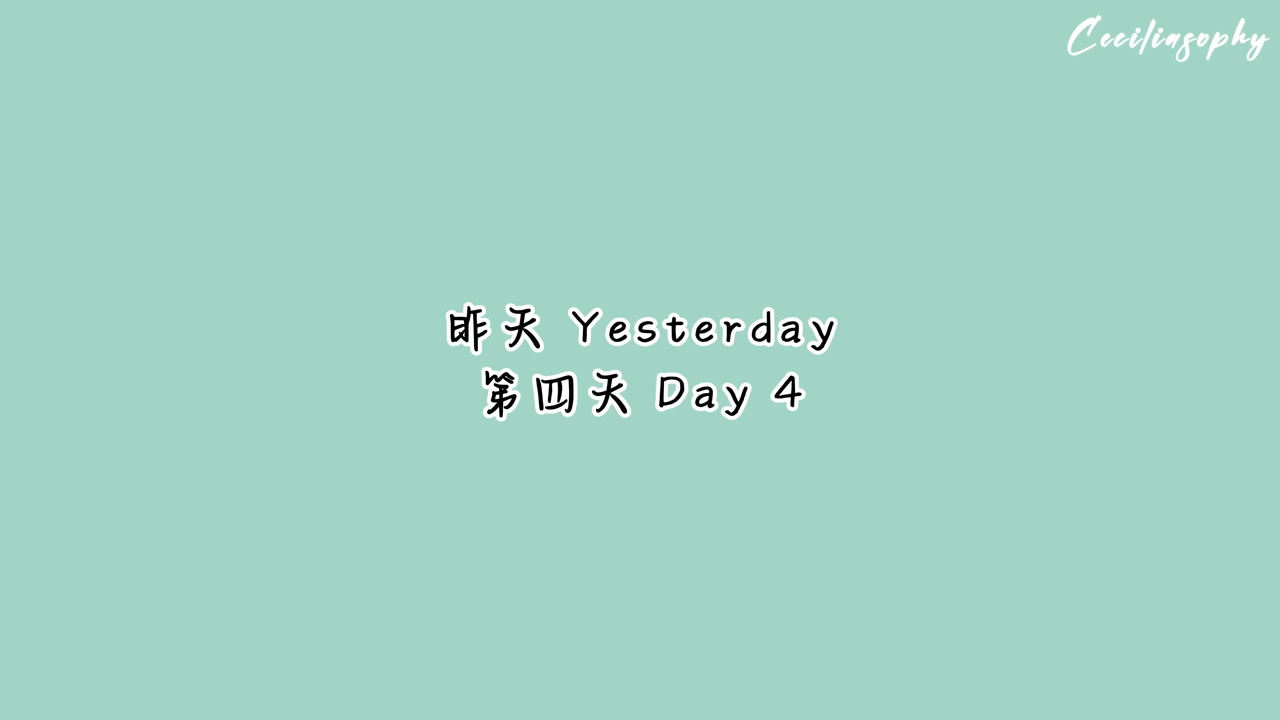 Ceciliasophy
昨天 Yesterday
第四天 Day 4